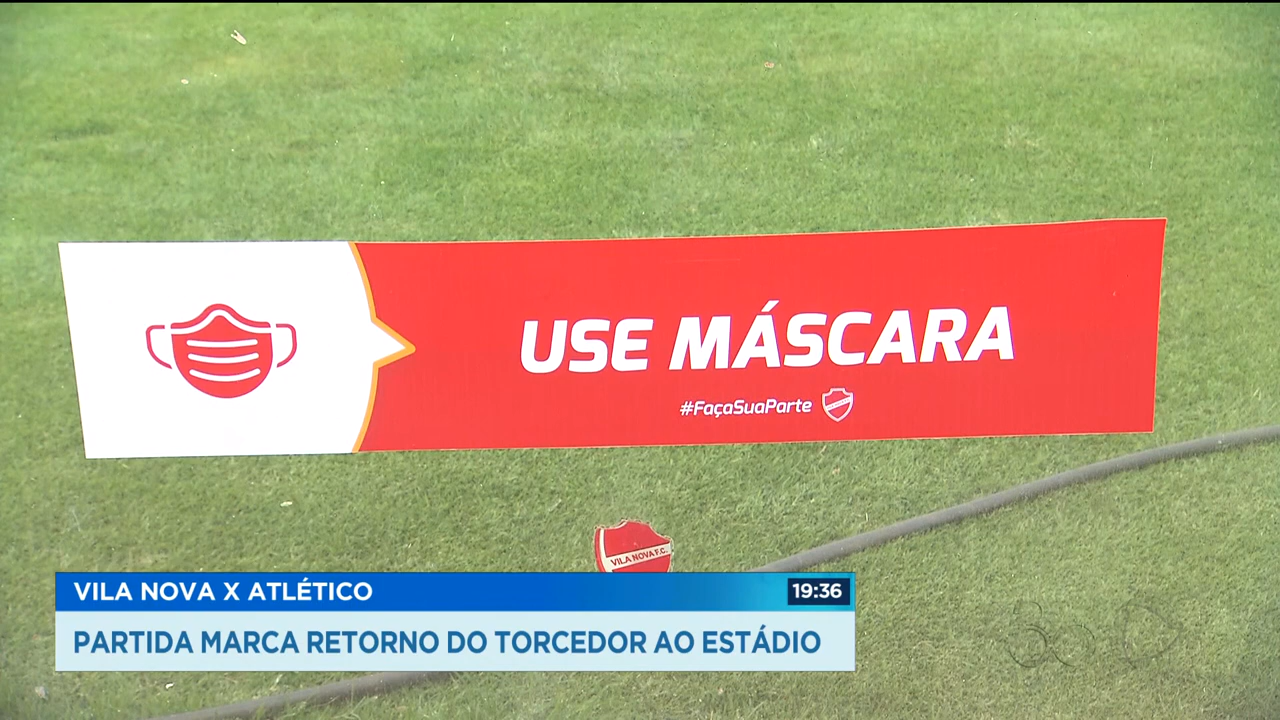 USE MÁSCARA
#FaçaSuaParte
VILA NOVA F.C.
VILA NOVA X ATLÉTICO
19:36
PARTIDA MARCA RETORNO DO TORCEDOR AO ESTÁDIO